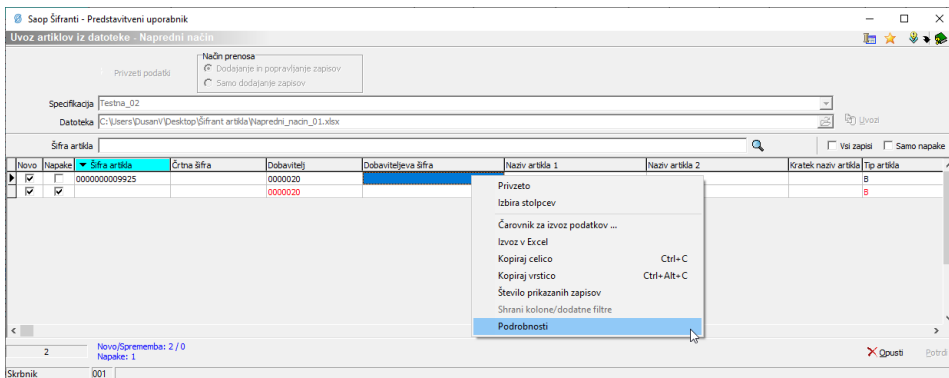 Saop Šifranti - Predstavitveni uporabnik
Uvoz artiklov iz datoteke - Napredni način
Privzeti podatki
Način prenosa
Dodajanje in popravljanje zapisov
Samo dodajanje zapisov
Specifikacija Testna_02
Datoteka C:\Users\DusanV\Desktop\Šifrant artikla\Napredni_nacin_01.xlsx Uvozi
Šifra artikla Vsi zapisi Samo napake
Novo Napake Šifra artikla Črtna šifra Dobavitelj Dobaviteljeva šifra Naziv artikla 1 Naziv artikla 2 Kratek naziv artikla Tip artikla
0000000009925 0000020 B
0000020 B
Privzeto
Izbira stolpcev
Čarovnik za izvoz podatkov ...
Izvoz v Excel
Kopiraj celico Ctrl+C
Kopiraj vrstico Ctrl+Alt+C
Število prikazanih zapisov
Shrani kolone/dodatne filtre
Podrobnosti
2 Novo/Sprememba: 2 / 0
Napake: 1
Opusti Potrdi
Skrbnik 001